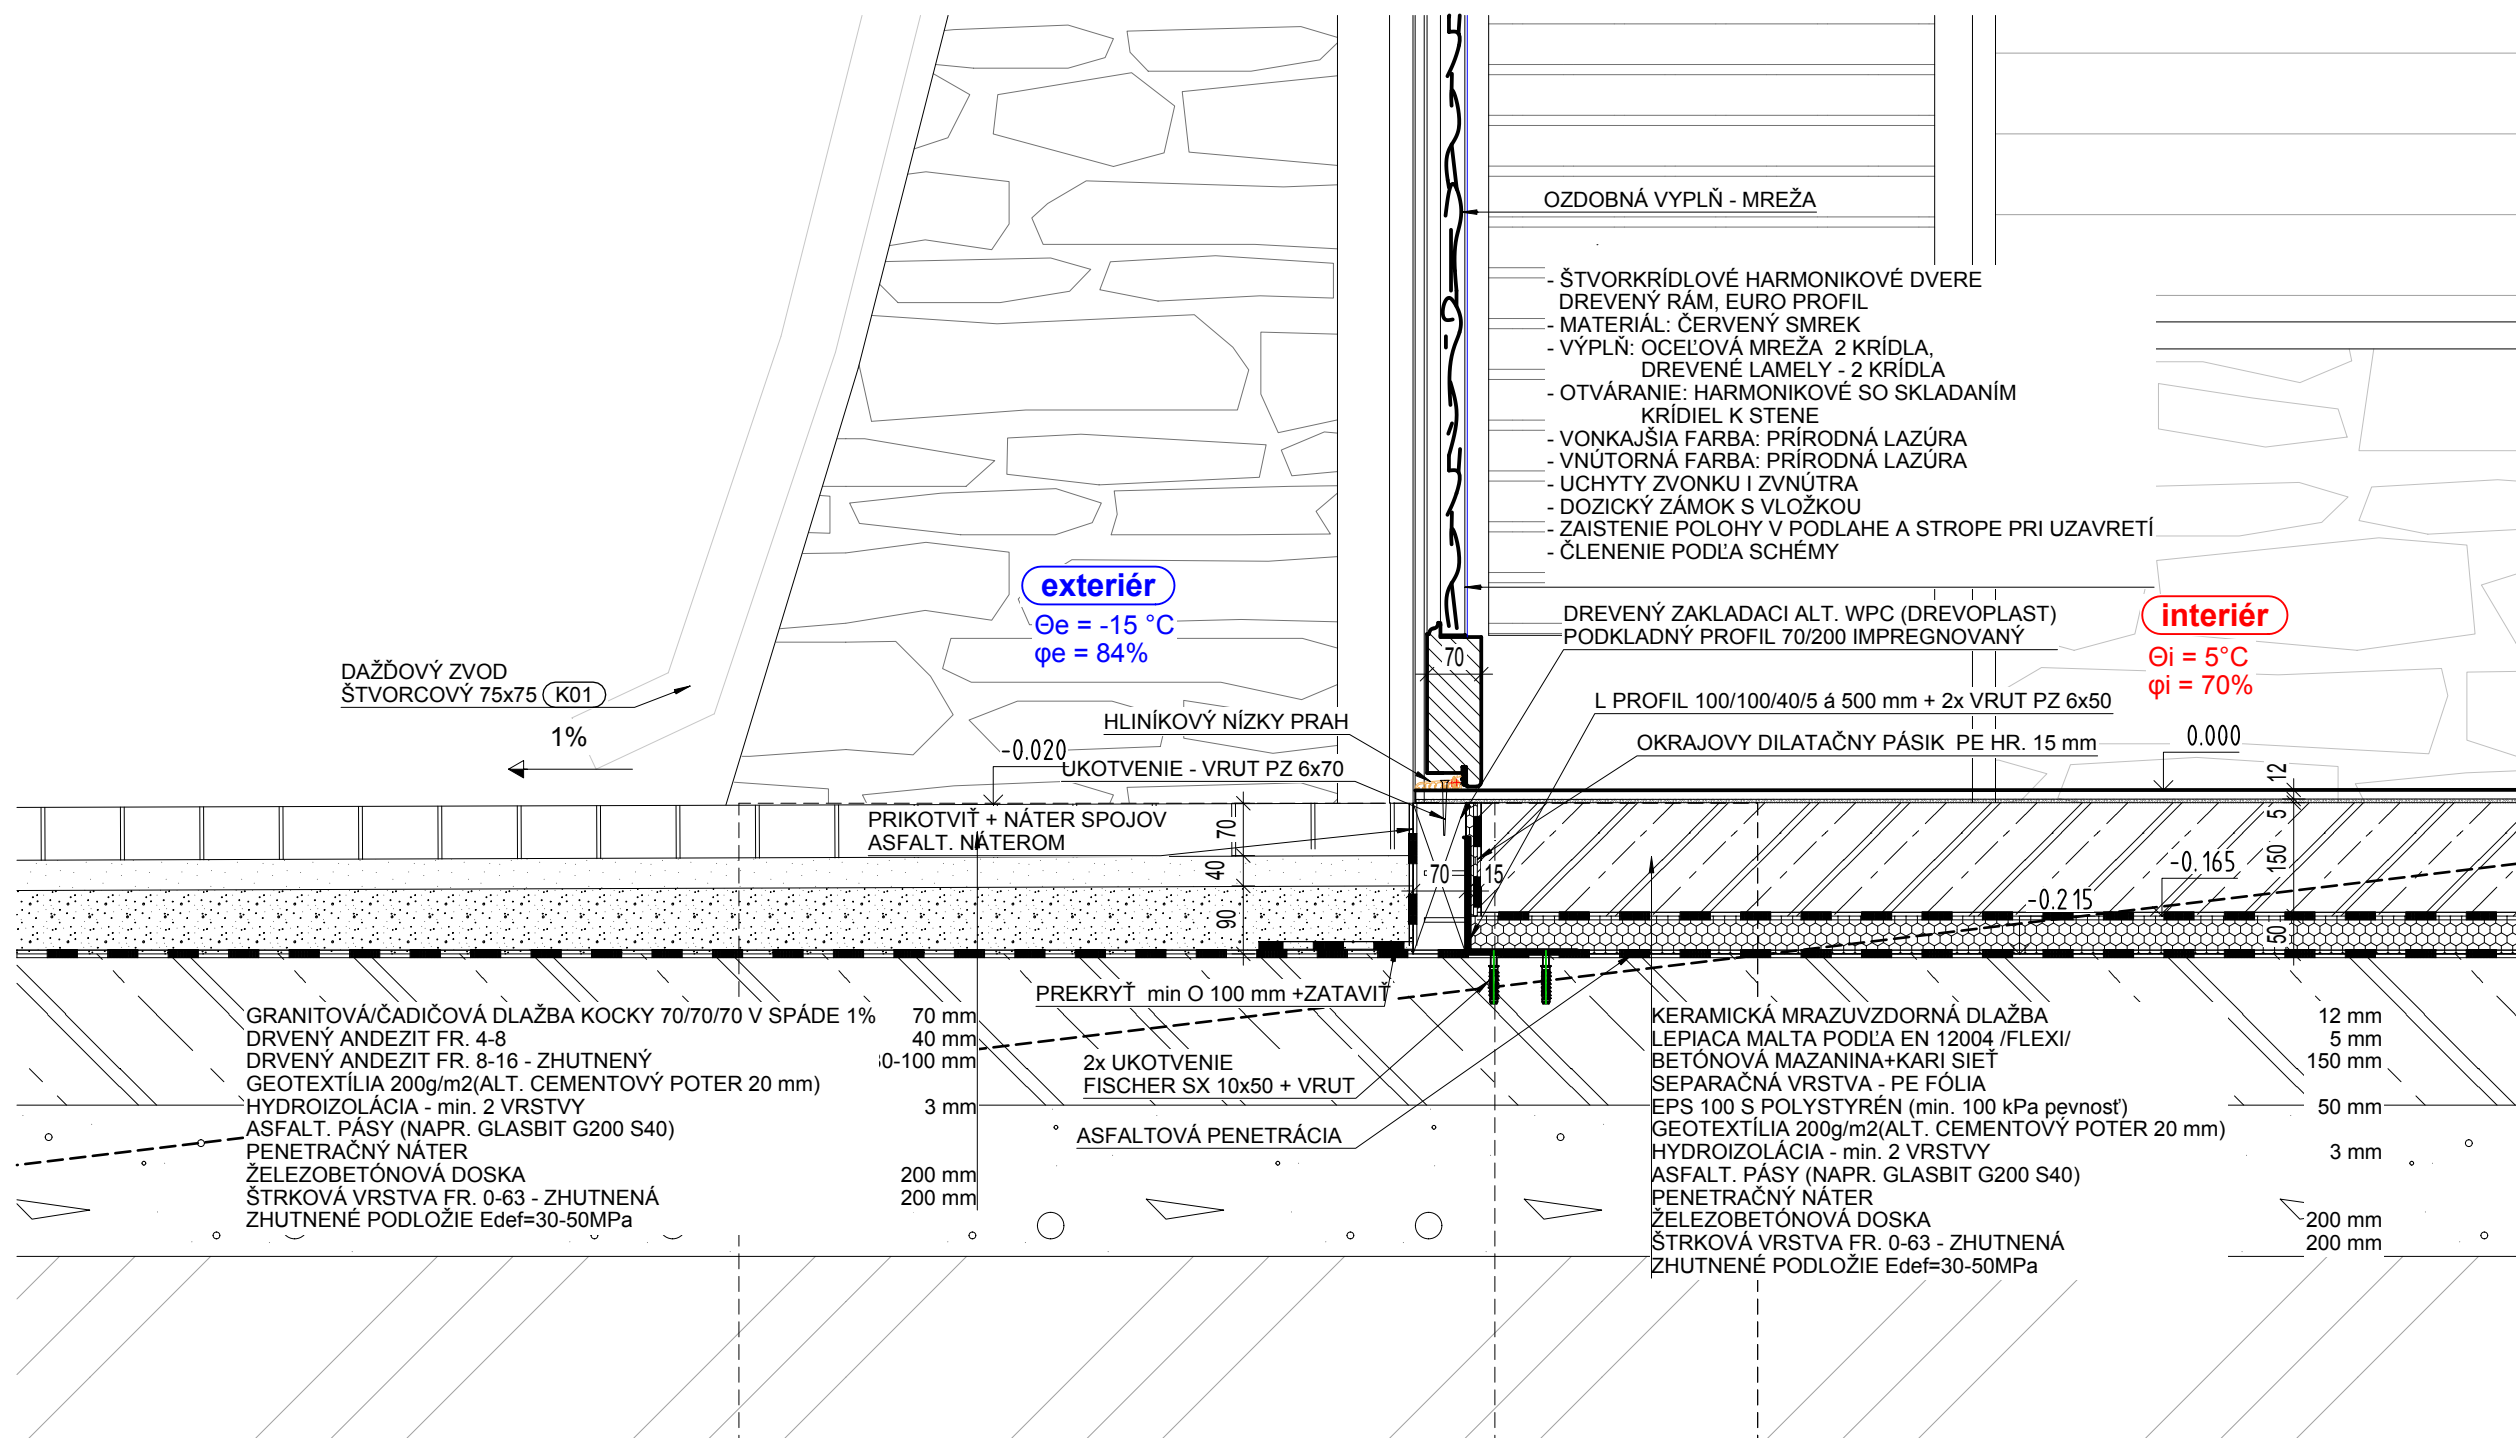 OZDOBNÁ VYPLŇ - MREŽA
- ŠTVORKRÍDLOVÉ HARMONIKOVÉ DVERE
DREVENÝ RÁM, EURO PROFIL
- MATERIÁL: ČERVENÝ SMREK
- VÝPLŇ: OCEĽOVÁ MREŽA 2 KRÍDLA,
DREVENÉ LAMELY - 2 KRÍDLA
- OTVÁRANIE: HARMONIKOVÉ SO SKLADANÍM
KRÍDIEL K STENE
- VONKAJŠIA FARBA: PRÍRODNÁ LAZÚRA
- VNÚTORNÁ FARBA: PRÍRODNÁ LAZÚRA
- UCHYTY ZVONKU I ZVNÚTRA
- DOZICKÝ ZÁMOK S VLOŽKOU
- ZAISTENIE POLOHY V PODLAHE A STROPE PRI UZAVRETÍ
- ČLENENIE PODĽA SCHÉMY
exteriér
Θe = -15 °C
φe = 84%
DREVENÝ ZAKLADACI ALT. WPC (DREVOPLAST)
PODKLADNÝ PROFIL 70/200 IMPREGNOVANÝ
interiér
Θi = 5°C
φi = 70%
70
DAŽĎOVÝ ZVOD
ŠTVORCOVÝ 75x75 K01
1%
L PROFIL 100/100/40/5 á 500 mm + 2x VRUT PZ 6x50
HLINÍKOVÝ NÍZKY PRAH
OKRAJOVY DILATAČNY PÁSIK PE HR. 15 mm
0.000
-0.020
UKOTVENIE - VRUT PZ 6x70
12
5
150
50
PRIKOTVIŤ + NÁTER SPOJOV
ASFALT. NÁTEROM
70
40
90
70
15
-0.165
-0.215
PREKRYŤ min O 100 mm +ZATAVIŤ
GRANITOVÁ/ČADIČOVÁ DLAŽBA KOCKY 70/70/70 V SPÁDE 1% 70 mm
DRVENÝ ANDEZIT FR. 4-8 40 mm
DRVENÝ ANDEZIT FR. 8-16 - ZHUTNENÝ 0-100 mm
GEOTEXTÍLIA 200g/m2(ALT. CEMENTOVÝ POTER 20 mm)
HYDROIZOLÁCIA - min. 2 VRSTVY 3 mm
ASFALT. PÁSY (NAPR. GLASBIT G200 S40)
PENETRAČNÝ NÁTER
ŽELEZOBETÓNOVÁ DOSKA 200 mm
ŠTRKOVÁ VRSTVA FR. 0-63 - ZHUTNENÁ 200 mm
ZHUTNENÉ PODLOŽIE Edef=30-50MPa
2x UKOTVENIE
FISCHER SX 10x50 + VRUT
ASFALTOVÁ PENETRÁCIA
KERAMICKÁ MRAZUVZDORNÁ DLAŽBA 12 mm
LEPIACA MALTA PODĽA EN 12004 /FLEXI/ 5 mm
BETÓNOVÁ MAZANINA+KARI SIEŤ 150 mm
SEPARAČNÁ VRSTVA - PE FÓLIA
EPS 100 S POLYSTYRÉN (min. 100 kPa pevnosť) 50 mm
GEOTEXTÍLIA 200g/m2(ALT. CEMENTOVÝ POTER 20 mm)
HYDROIZOLÁCIA - min. 2 VRSTVY 3 mm
ASFALT. PÁSY (NAPR. GLASBIT G200 S40)
PENETRAČNÝ NÁTER
ŽELEZOBETÓNOVÁ DOSKA 200 mm
ŠTRKOVÁ VRSTVA FR. 0-63 - ZHUTNENÁ 200 mm
ZHUTNENÉ PODLOŽIE Edef=30-50MPa